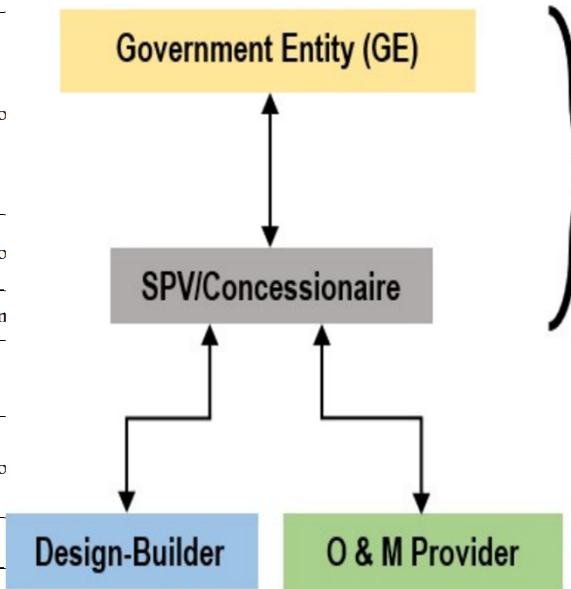 Government Entity (GE)
SPV/Concessionaire
Design-Builder
O & M Provider